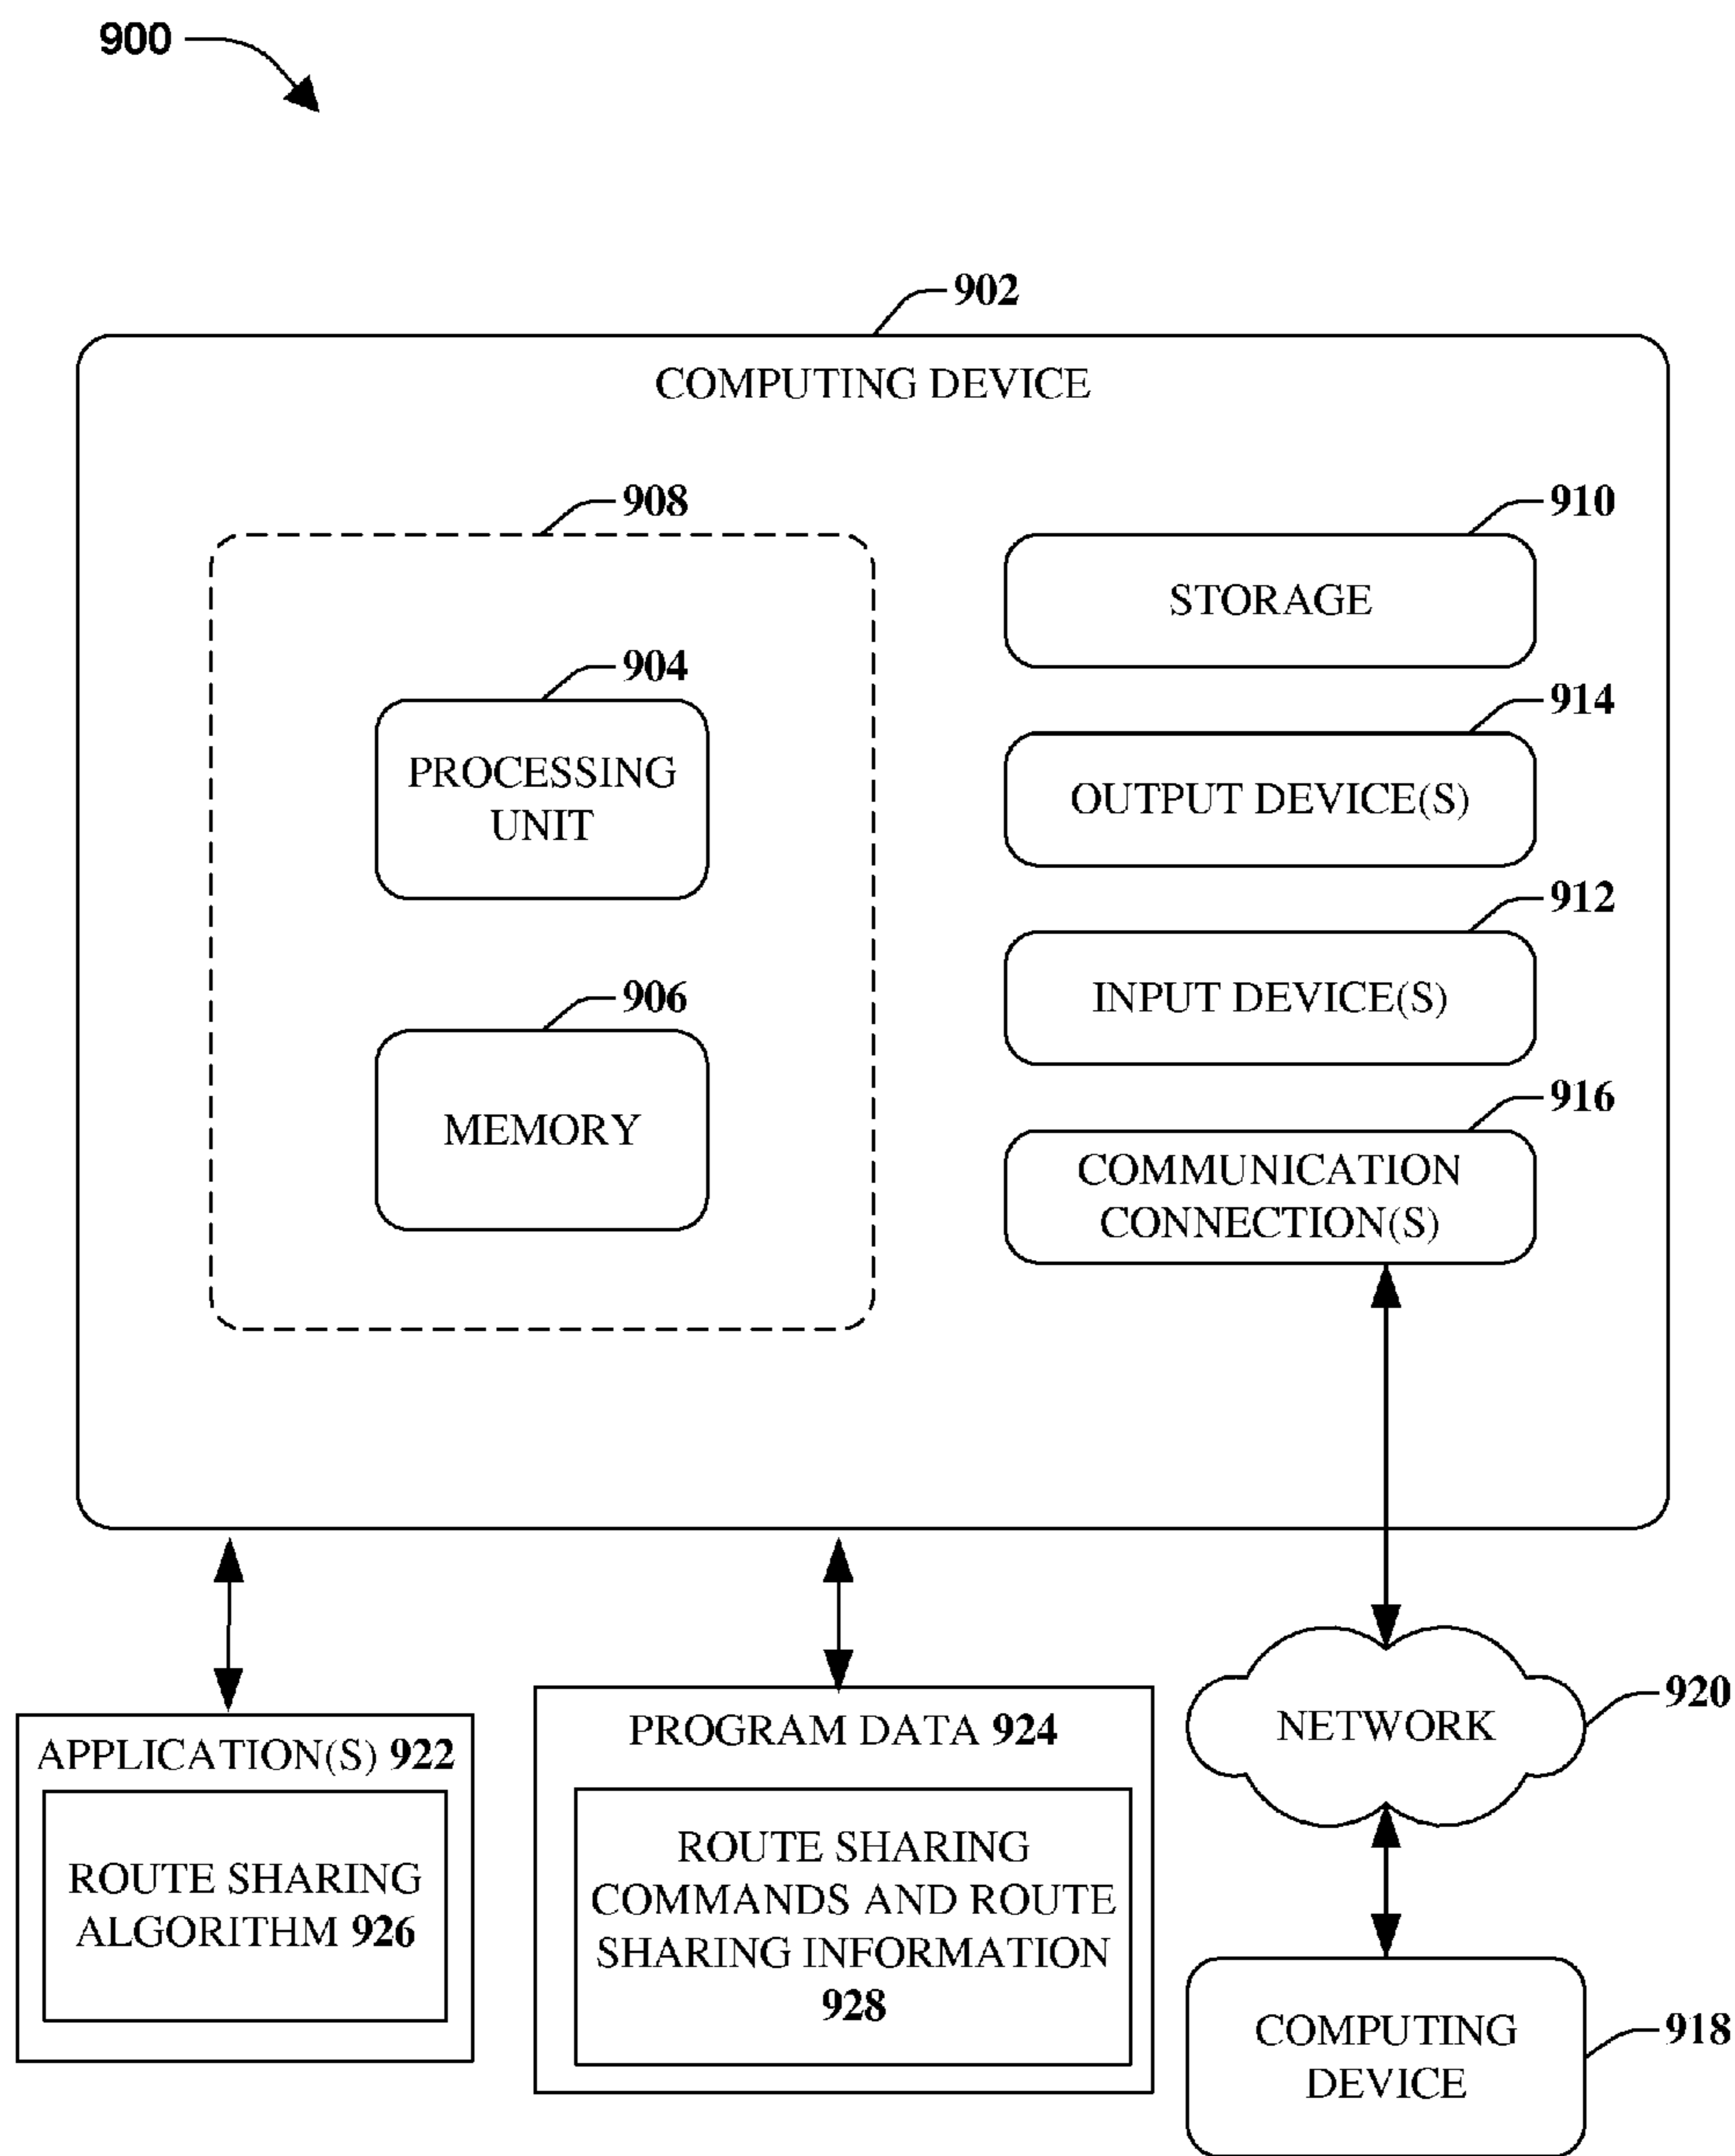 900
902
COMPUTING DEVICE
908
904
PROCESSING
UNIT
906
MEMORY
910
STORAGE
914
OUTPUT DEVICE(S)
912
INPUT DEVICE(S)
916
COMMUNICATION
CONNECTION(S)
APPLICATION(S) 922
ROUTE SHARING
ALGORITHM 926
PROGRAM DATA 924
ROUTE SHARING
COMMANDS AND ROUTE
SHARING INFORMATION
928
920
NETWORK
918
COMPUTING
DEVICE